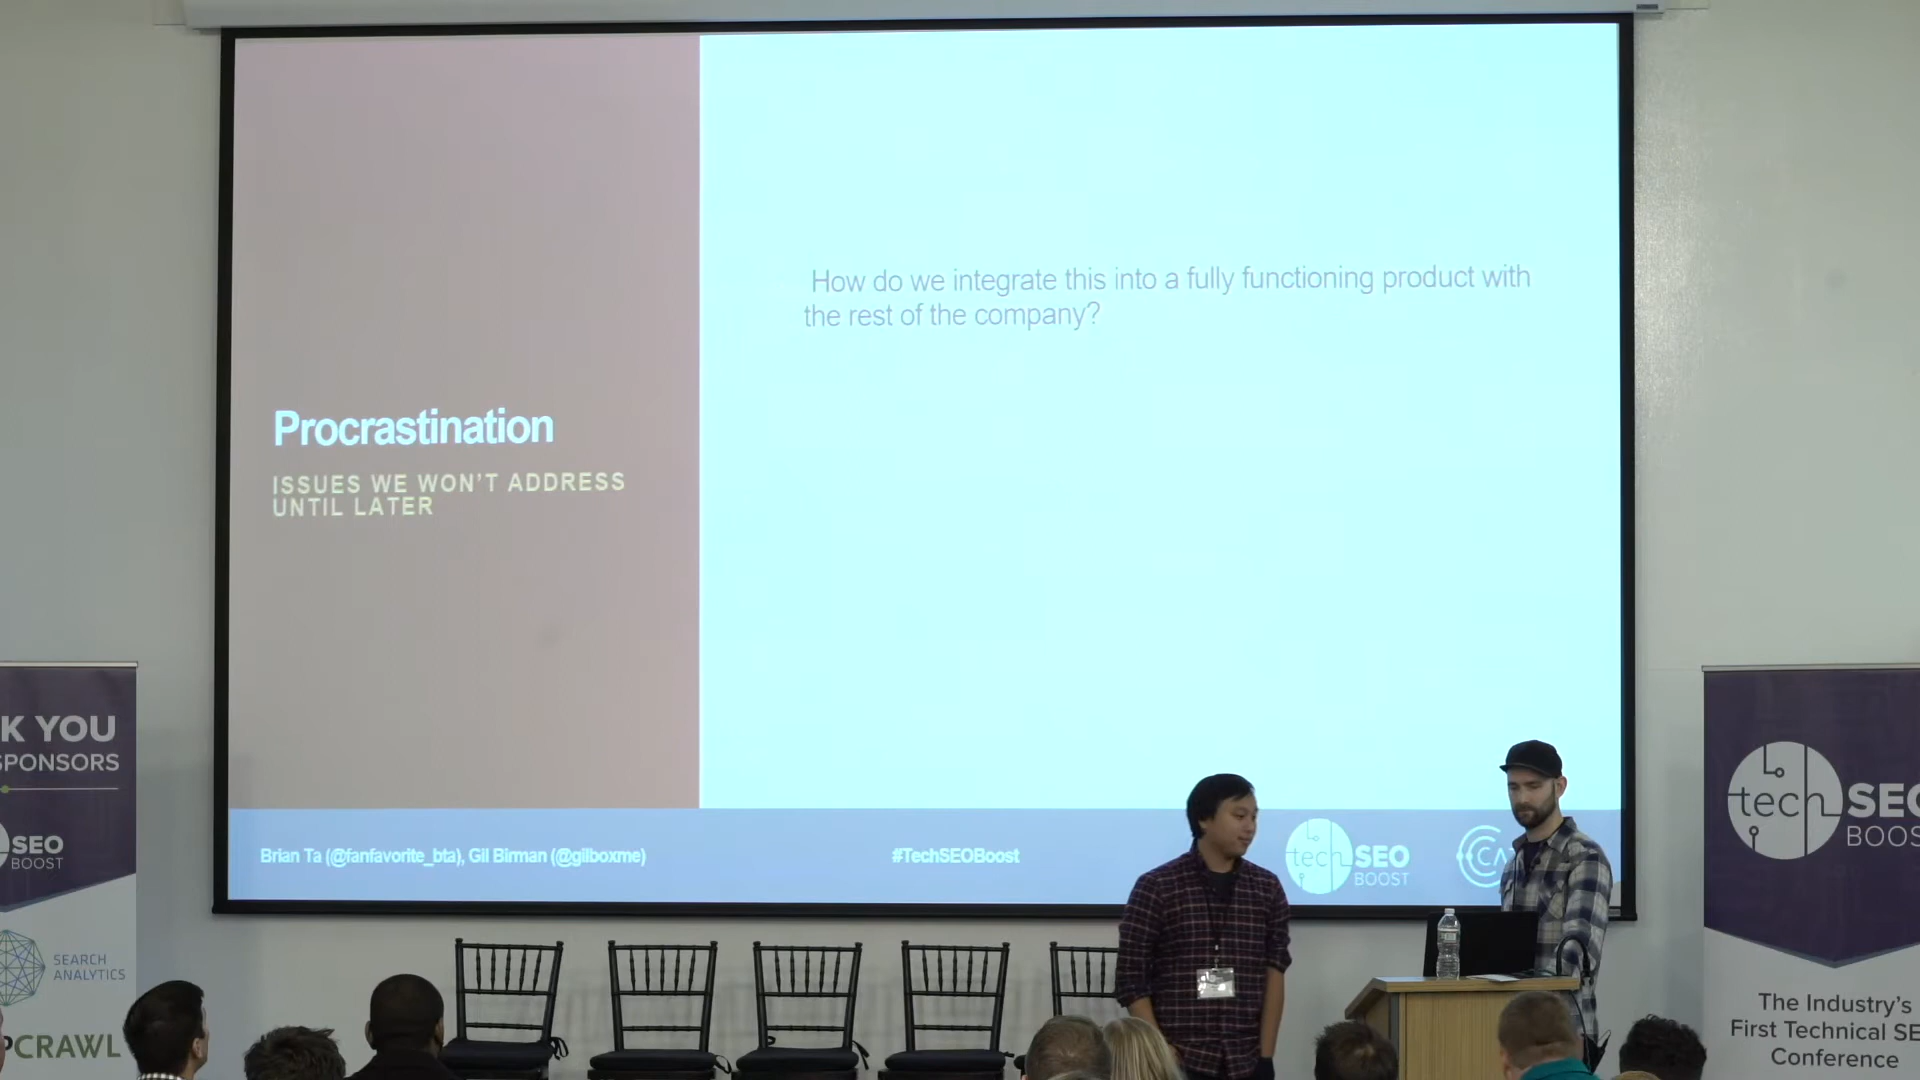 How do we integrate this into a fully functioning product with
the rest of the company?
Procrastination
ISSUES WE WON'T ADDRESS
UNTIL LATER
Brian Ta (@fanfavorite_bta), Gil Birman (@gilboxme)
#TechSEOBoost
tech SEO
BOOST
CA
K YOU
SPONSORS
SEO
BOOST
SEARCH
ANALYTICS
PCRAWL
tech SEO
BOOS
The Industry's
First Technical SE
Conference